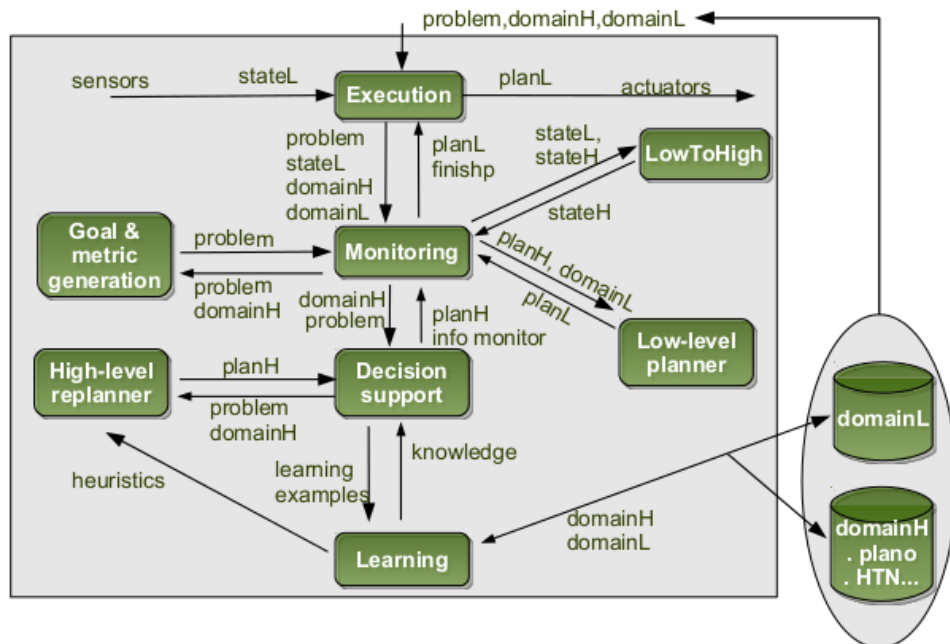 problem,domainH,domainL
sensors
stateL
Execution
planL
actuators
problem
stateL
domainH
domainL
planL
finishp
stateL,
stateH
LowToHigh
stateH
Goal &
metric
generation
problem
Monitoring
problem
domainH
planH, domainL
planL
domainH
problem
planH
info monitor
Low-level
planner
High-level
replanner
planH
Decision
support
problem
domainH
domainL
heuristics
learning
examples
knowledge
domainH
domainL
Learning
domainH
. plano
. HTN...